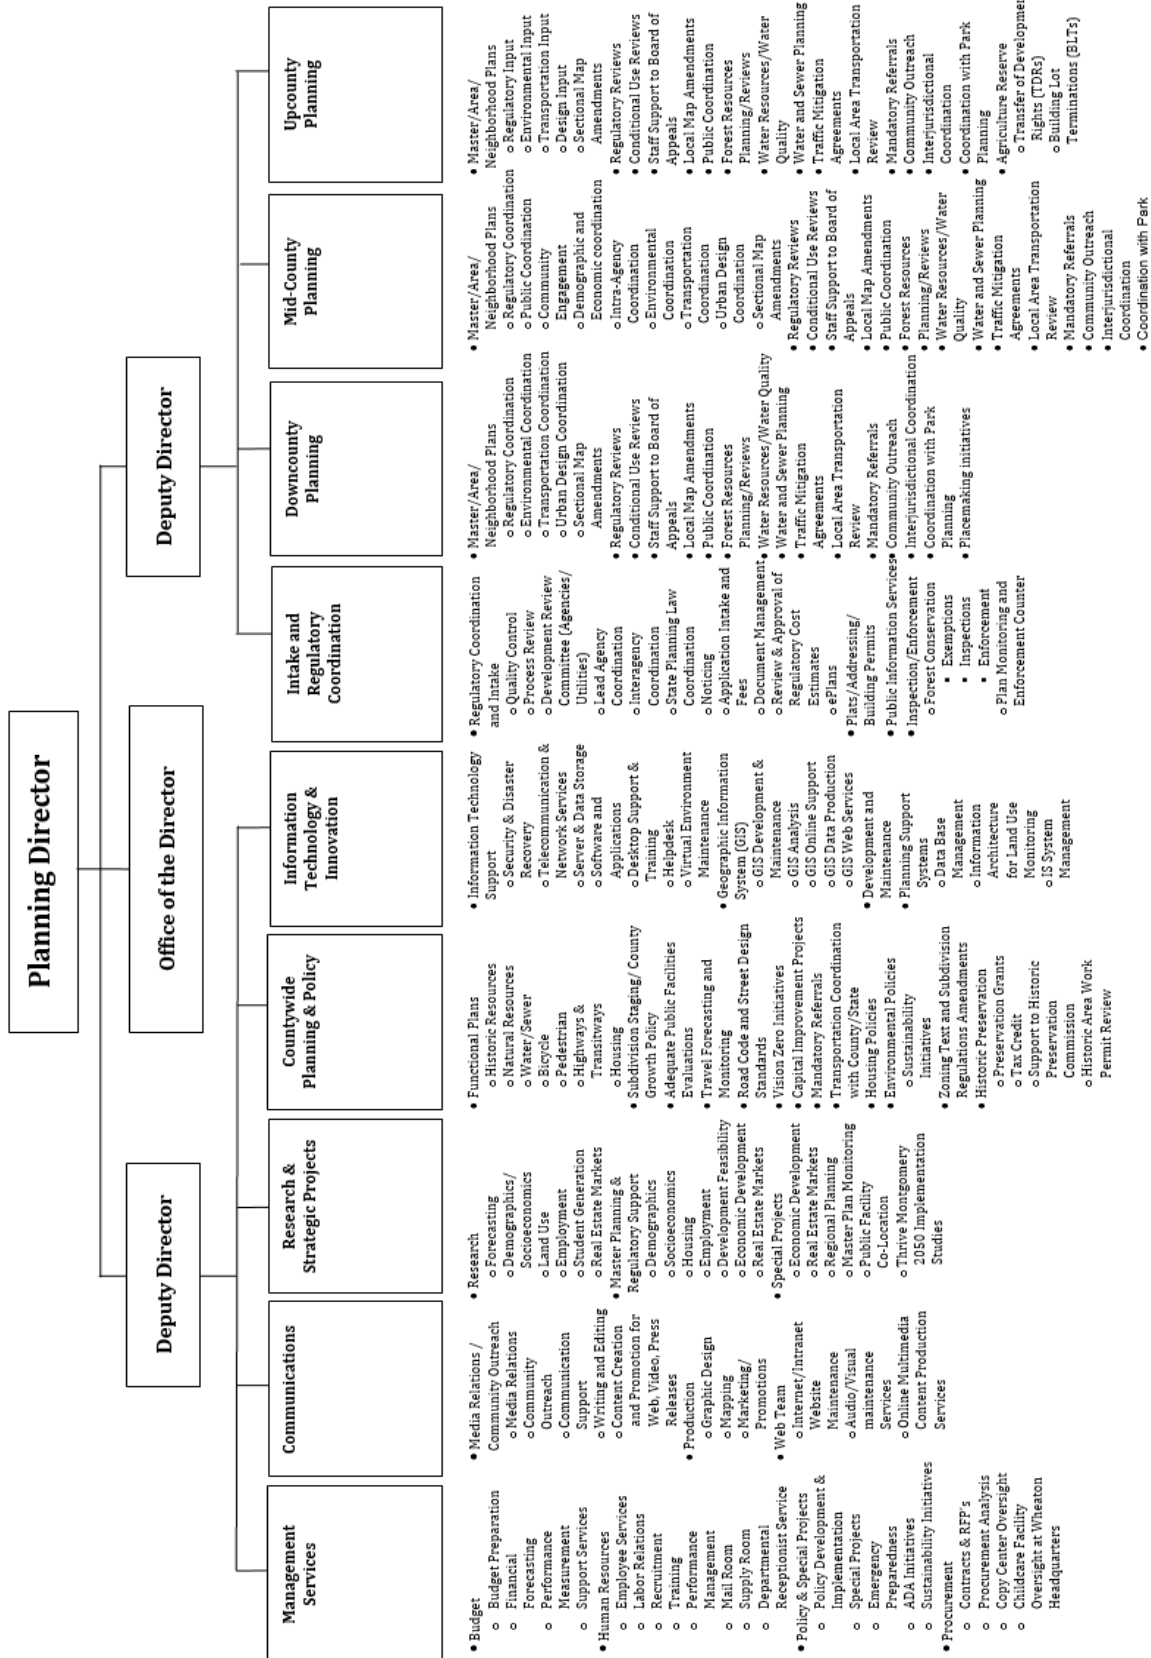 Planning Director
Deputy Director
Office of the Director
Deputy Director
Management
Services
• Budget
o Budget Preparation
o Financial
Forecasting
o Performance
Measurement
o Support Services
• Human Resources
o Employee Services
o Labor Relations
o Recruitment
o Training
o Performance
Management
o Mail Room
o Supply Room
o Departmental
Receptionist Service
• Policy & Special Projects
o Policy Development &
Implementation
o Special Projects
o Emergency
Preparedness
o ADA Initiatives
o Sustainability Initiatives
• Procurement
o Contracts & RFP's
o Procurement Analysis
o Copy Center Oversight
o Childcare Facility
Oversight at Wheaton
Headquarters
Communications
• Media Relations /
Community Outreach
o Media Relations
o Community
Outreach
o Communication
Support
o Writing and Editing
o Content Creation
and Promotion for
Web, Video, Press
Releases
• Production
o Graphic Design
o Mapping
o Marketing/
Promotions
• Web Team
o Internet/Intranet
Website
Maintenance
o Audio/Visual
maintenance
Services
o Online Multimedia
Content Production
Services
Research &
Strategic Projects
• Research
o Forecasting
o Demographics/
Socioeconomics
o Land Use
o Employment
o Student Generation
o Real Estate Markets
• Master Planning &
Regulatory Support
o Demographics
o Socioeconomics
o Housing
o Employment
o Development Feasibility
o Economic Development
o Real Estate Markets
• Special Projects
o Economic Development
o Real Estate Markets
o Regional Planning
o Master Plan Monitoring
o Public Facility
Co-Location
o Thrive Montgomery
2050 Implementation
Studies
Countywide
Planning & Policy
• Functional Plans
o Historic Resources
o Natural Resources
o Water/Sewer
o Bicycle
o Pedestrian
o Highways &
Transitways
o Housing
• Subdivision Staging/ County
Growth Policy
• Adequate Public Facilities
Evaluations
• Travel Forecasting and
Monitoring
• Road Code and Street Design
Standards
• Vision Zero Initiatives
• Capital Improvement Projects
• Mandatory Referrals
• Transportation Coordination
with County/State
• Housing Policies
• Environmental Policies
o Sustainability
Initiatives
• Zoning Text and Subdivision
Regulations Amendments
• Historic Preservation
o Preservation Grants
o Tax Credit
o Support to Historic
Preservation
Commission
o Historic Area Work
Permit Review
Information
Technology &
Innovation
• Information Technology
Support
o Security & Disaster
Recovery
o Telecommunication &
Network Services
o Server & Data Storage
o Software and
Applications
o Desktop Support &
Training
o Helpdesk
o Virtual Environment
Maintenance
• Geographic Information
System (GIS)
o GIS Development &
Maintenance
o GIS Analysis
o GIS Online Support
o GIS Data Production
o GIS Web Services
• Development and
Maintenance
• Planning Support
Systems
o Data Base
Management
o Information
Architecture
for Land Use
Monitoring
o IS System
Management
Intake and
Regulatory
Coordination
• Regulatory Coordination
and Intake
o Quality Control
o Process Review
o Development Review
Committee (Agencies/
Utilities)
o Lead Agency
Coordination
o Interagency
Coordination
o State Planning Law
Coordination
o Noticing
o Application Intake and
Fees
o Document Management
o Review & Approval of
Regulatory Cost
Estimates
o ePlans
• Plats/Addressing/
Building Permits
• Public Information Services
• Inspection/Enforcement
o Forest Conservation
▪ Exemptions
▪ Inspections
▪ Enforcement
o Plan Monitoring and
Enforcement Counter
Downcounty
Planning
• Master/Area/
Neighborhood Plans
o Regulatory Coordination
o Environmental Coordination
o Transportation Coordination
o Urban Design Coordination
o Sectional Map
Amendments
• Regulatory Reviews
• Conditional Use Reviews
• Staff Support to Board of
Appeals
• Local Map Amendments
• Public Coordination
• Forest Resources
Planning/Reviews
• Water Resources/Water Quality
• Water and Sewer Planning
• Traffic Mitigation
Agreements
• Local Area Transportation
Review
• Mandatory Referrals
• Community Outreach
• Interjurisdictional Coordination
• Coordination with Park
Planning
• Placemaking initiatives
Mid-County
Planning
• Master/Area/
Neighborhood Plans
o Regulatory Coordination
o Public Coordination
o Community
Engagement
o Demographic and
Economic coordination
o Intra-Agency
Coordination
o Environmental
Coordination
o Transportation
Coordination
o Urban Design
Coordination
o Sectional Map
Amendments
• Regulatory Reviews
• Conditional Use Reviews
• Staff Support to Board of
Appeals
• Local Map Amendments
• Public Coordination
• Forest Resources
• Planning/Reviews
• Water Resources/Water
Quality
• Water and Sewer Planning
• Traffic Mitigation
Agreements
• Local Area Transportation
Review
• Mandatory Referrals
• Community Outreach
• Interjurisdictional
Coordination
• Coordination with Park
Upcounty
Planning
• Master/Area/
Neighborhood Plans
o Regulatory Input
o Environmental Input
o Transportation Input
o Design Input
o Sectional Map
Amendments
• Regulatory Reviews
• Conditional Use Reviews
• Staff Support to Board of
Appeals
• Local Map Amendments
• Public Coordination
• Forest Resources
Planning/Reviews
• Water Resources/Water
Quality
• Water and Sewer Planning
• Traffic Mitigation
Agreements
• Local Area Transportation
Review
• Mandatory Referrals
• Community Outreach
• Interjurisdictional
Coordination
• Coordination with Park
Planning
• Agriculture Reserve
o Transfer of Developmen
Rights (TDRs)
o Building Lot
Terminations (BLTs)